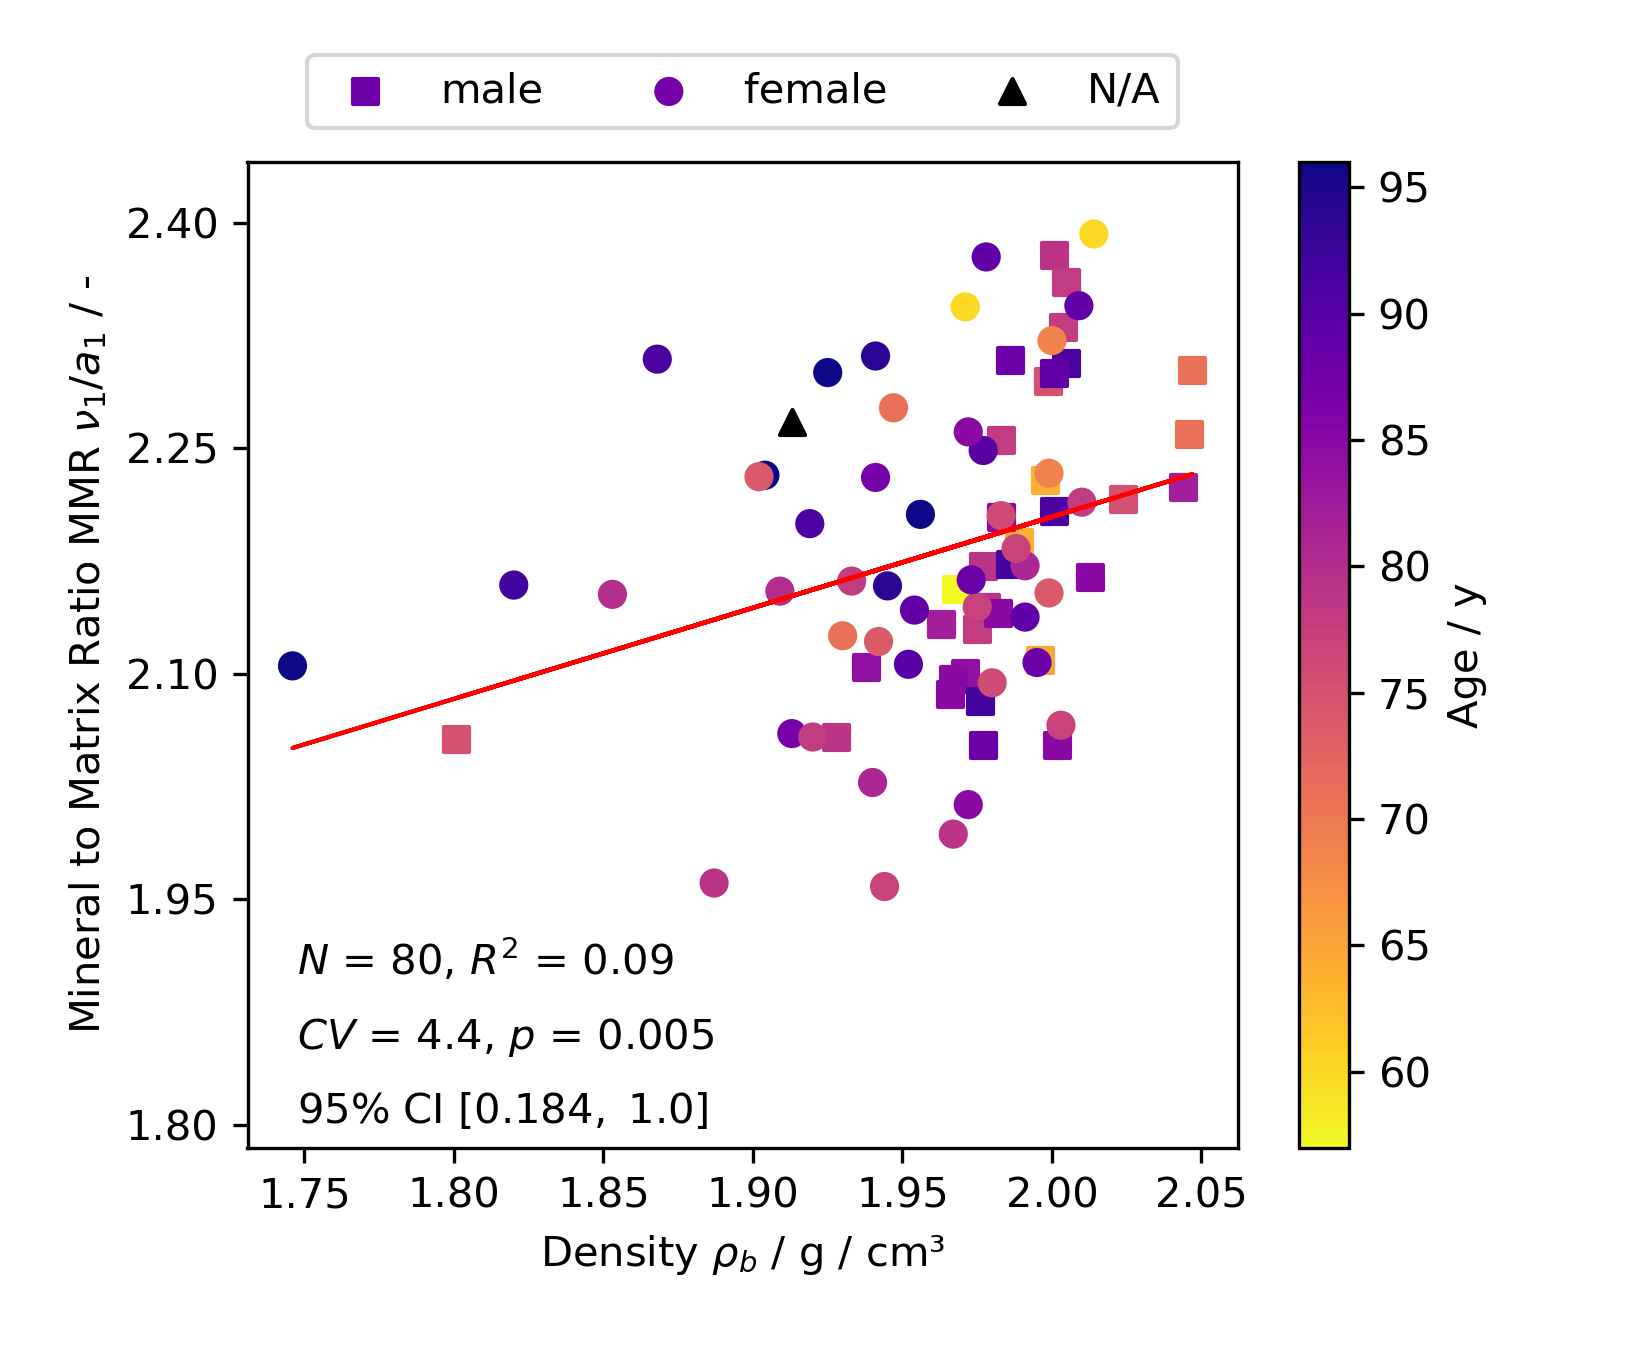 male female N/A
2.40
2.25
2.10
1.95
1.80
Mineral to Matrix Ratio MMR ν₁/a₁ / -
N = 80, R² = 0.09
CV = 4.4, p = 0.005
95% CI [0.184, 1.0]
1.75 1.80 1.85 1.90 1.95 2.00 2.05
Density ρ_b / g / cm³
95
90
85
80
75
70
65
60
Age / y